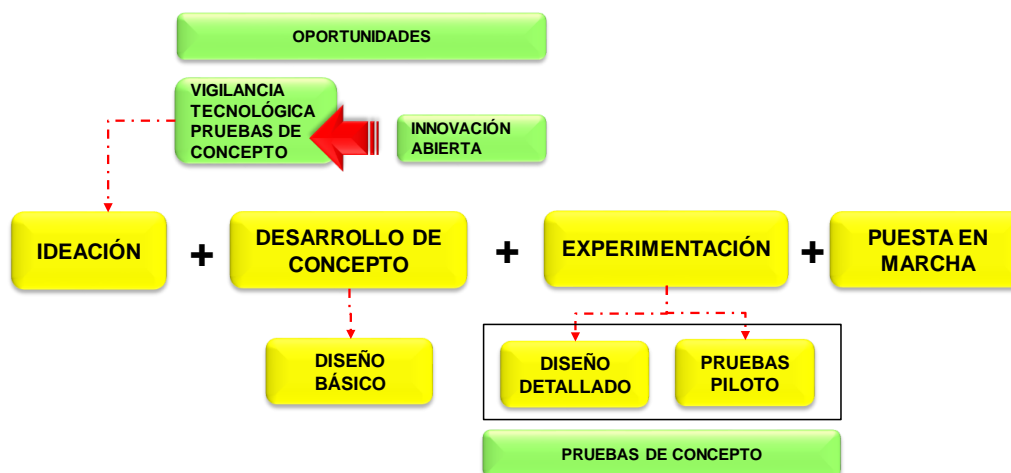 OPORTUNIDADES
VIGILANCIA
TECNOLÓGICA
PRUEBAS DE
CONCEPTO
INNOVACIÓN
ABIERTA
IDEACIÓN
+
DESARROLLO DE
CONCEPTO
+
EXPERIMENTACIÓN
+
PUESTA EN
MARCHA
DISEÑO
BÁSICO
DISEÑO
DETALLADO
PRUEBAS
PILOTO
PRUEBAS DE CONCEPTO